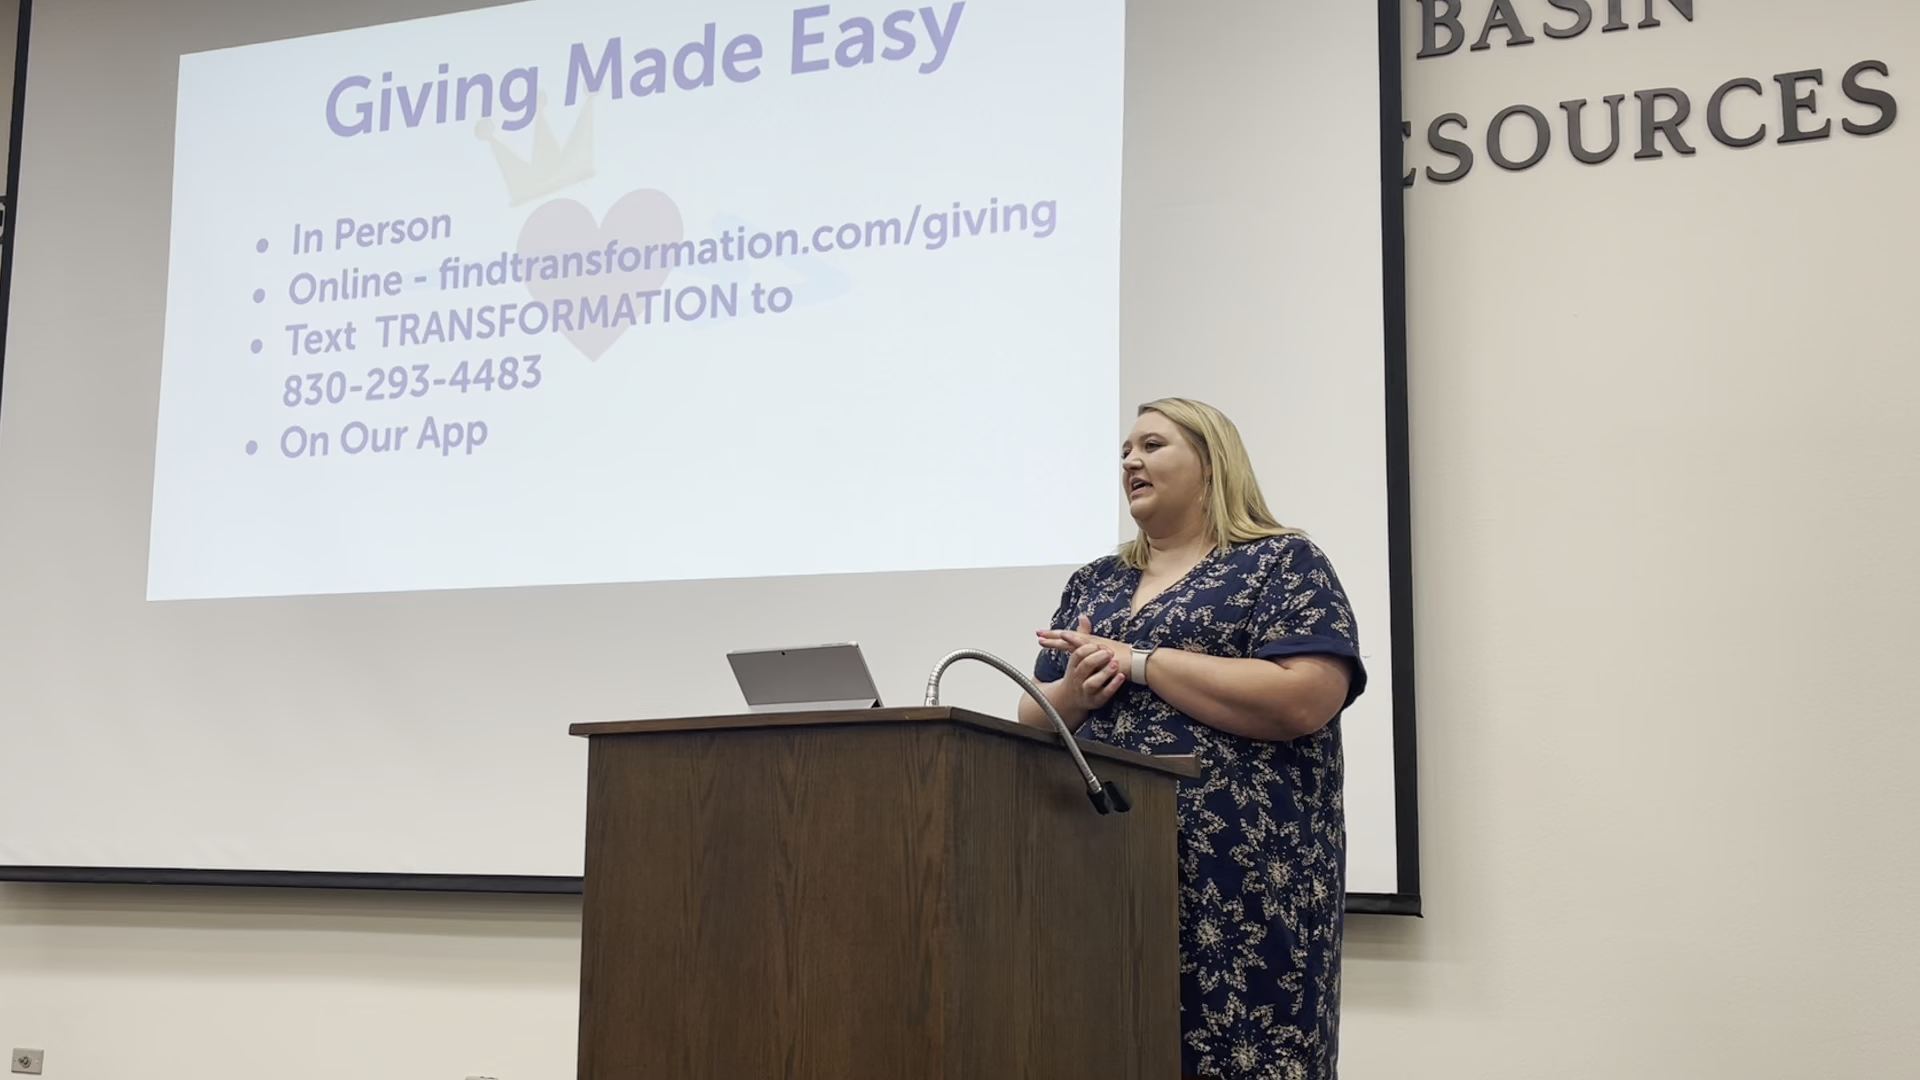 Giving Made Easy
• In Person
• Online - findtransformation.com/giving
• Text TRANSFORMATION to
830-293-4483
• On Our App
BASIN
ESOURCES